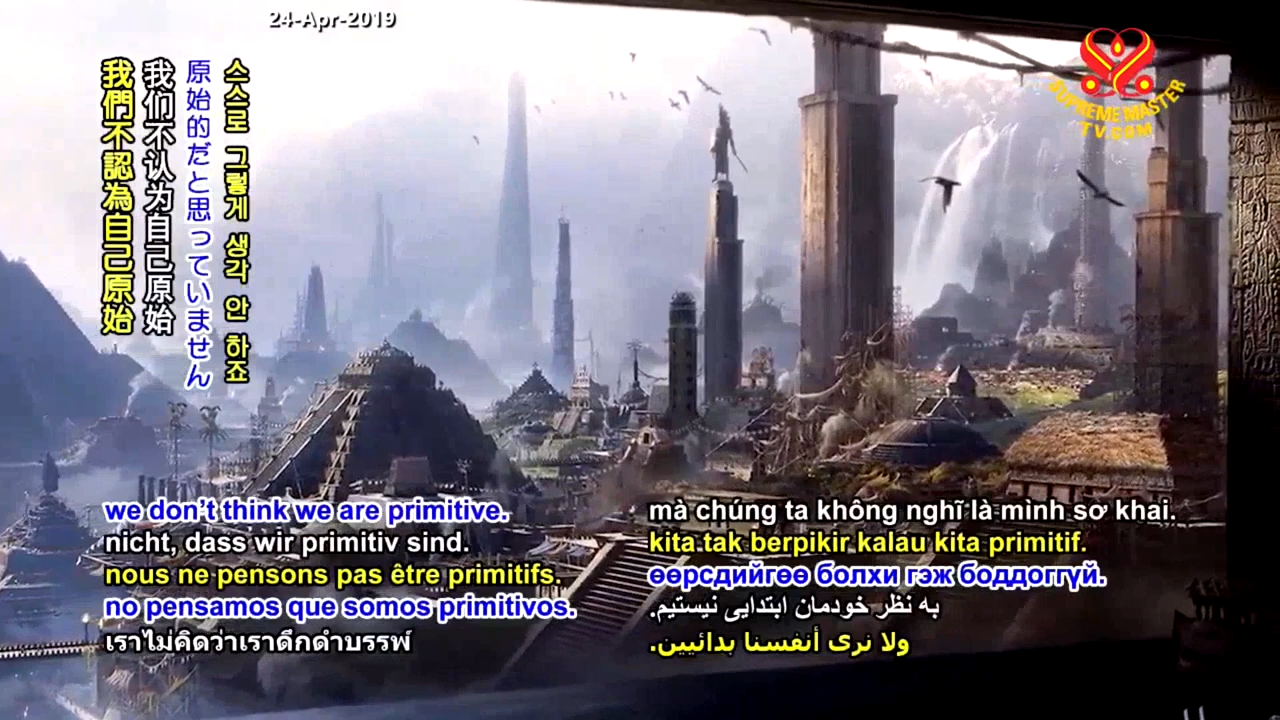 24-Apr-2019
SUPREME MASTER
TV.COM
스스로 그렇게 생각 안 하죠
原始的だと思っていません
我们不认为自己原始
我們不認為自己原始
we don't think we are primitive.
nicht, dass wir primitiv sind.
nous ne pensons pas être primitifs.
no pensamos que somos primitivos.
เราไม่คิดว่าเราดึกดำบรรพ์
mà chúng ta không nghĩ là mình sơ khai.
kita tak berpikir kalau kita primitif.
өөрсдийгөө болхи гэж боддоггүй.
به نظر خودمان ابتدایی نیستیم.
ولا نرى أنفسنا بدائيين.